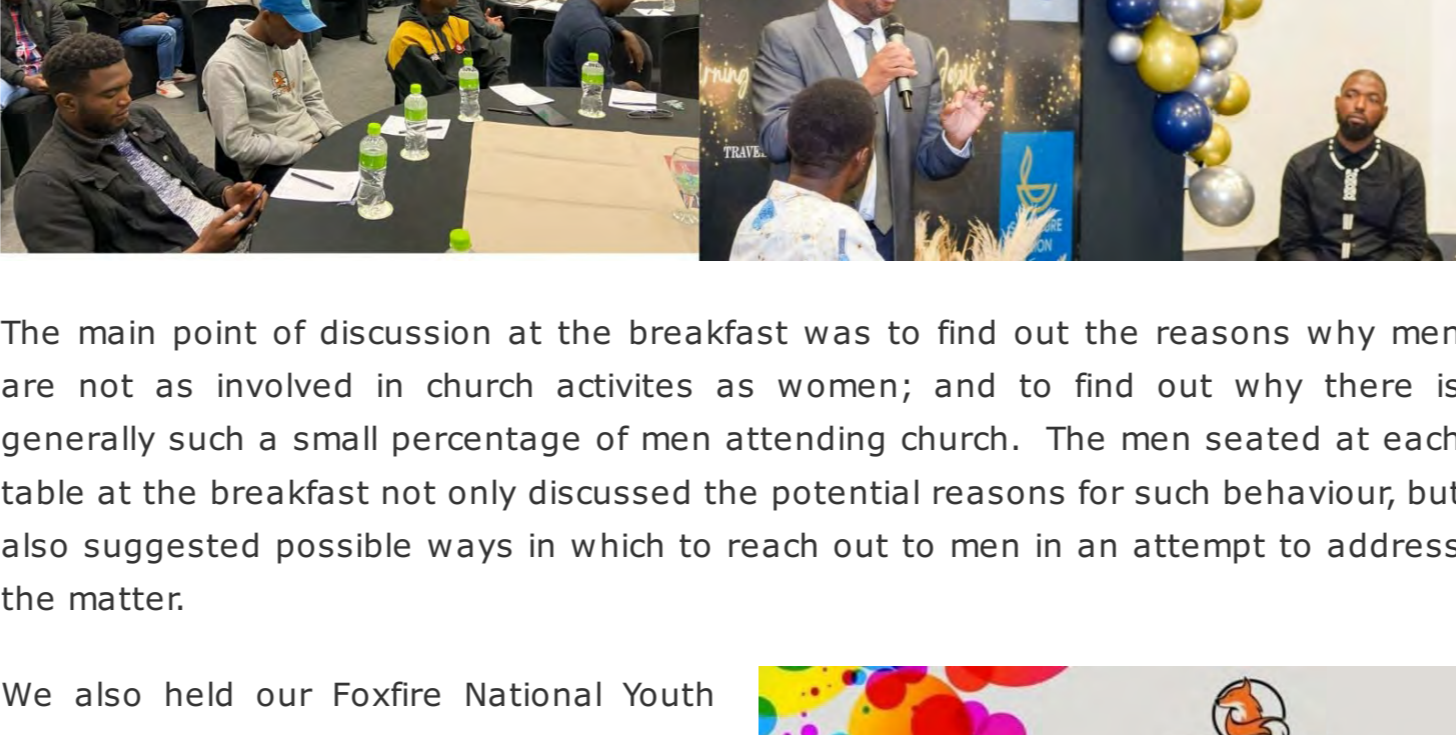 TRAVE
The main point of discussion at the breakfast was to find out the reasons why men
are not as involved in church activites as women; and to find out why there is
generally such a small percentage of men attending church. The men seated at each
table at the breakfast not only discussed the potential reasons for such behaviour, but
also suggested possible ways in which to reach out to men in an attempt to address
the matter.
We also held our Foxfire National Youth